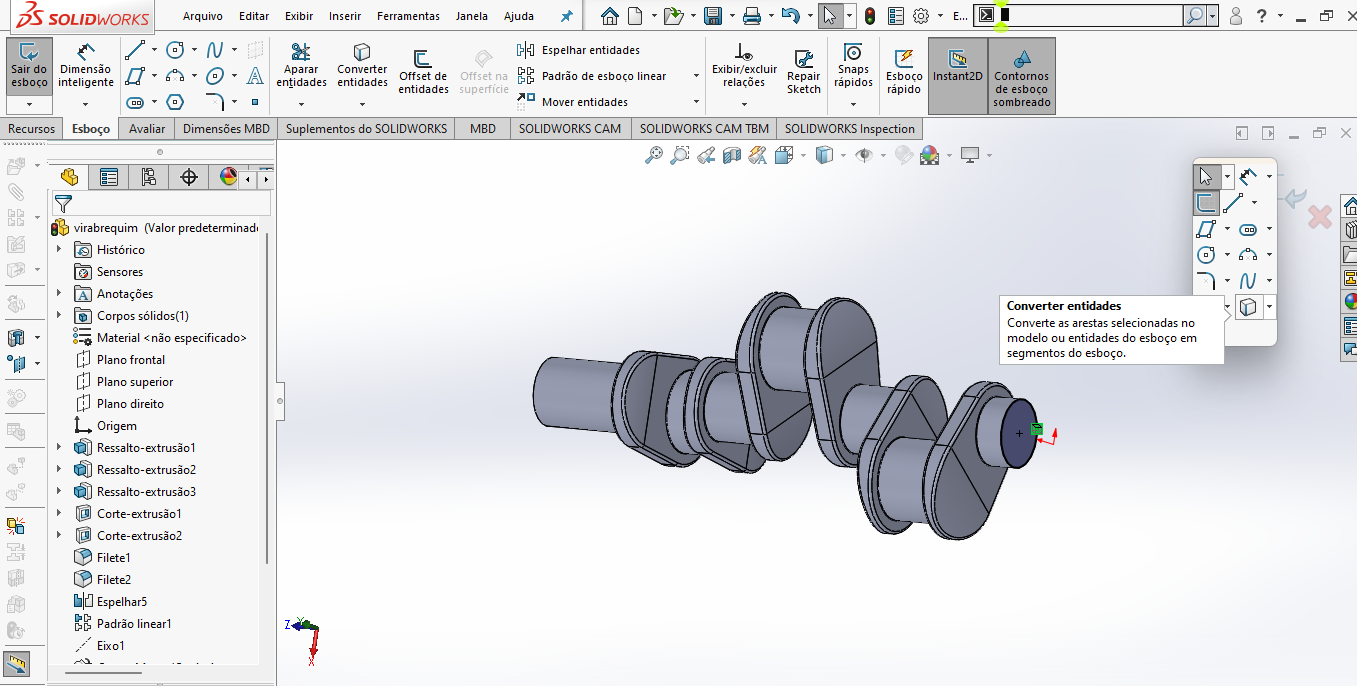 SOLIDWORKS
Arquivo Editar Exibir Inserir Ferramentas Janela Ajuda
E...
Sair do esboço
Dimensão inteligente
Aparar entidades
Converter entidades
Offset de entidades
Offset na superfície
Espelhar entidades
Padrão de esboço linear
Mover entidades
Exibir/excluir relações
Repair Sketch
Snaps rápidos
Esboço rápido
Instant2D
Contornos de esboço sombreado
Recursos Esboço Avaliar Dimensões MBD Suplementos do SOLIDWORKS MBD SOLIDWORKS CAM SOLIDWORKS CAM TBM SOLIDWORKS Inspection
virabrequim (Valor predeterminado
Histórico
Sensores
Anotações
Corpos sólidos(1)
Material <não especificado>
Plano frontal
Plano superior
Plano direito
Origem
Ressalto-extrusão1
Ressalto-extrusão2
Ressalto-extrusão3
Corte-extrusão1
Corte-extrusão2
Filete1
Filete2
Espelhar5
Padrão linear1
Eixo1
Converter entidades
Converte as arestas selecionadas no
modelo ou entidades do esboço em
segmentos do esboço.
Z
Y
X